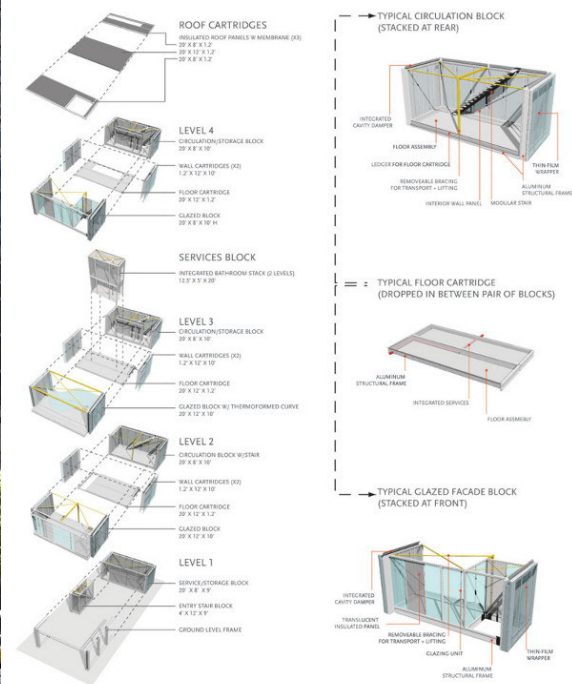 ROOF CARTRIDGES
INSULATED ROOF PANELS W MEMBRANE (X3)
20' X 8' X 1.2'
20' X 12' X 1.2'
20' X 8' X 1.2'
LEVEL 4
CIRCULATION/STORAGE BLOCK
20' X 8' X 10'
WALL CARTRIDGES (X2)
1.2' X 12' X 10'
FLOOR CARTRIDGE
20' X 12' X 1.2'
GLAZED BLOCK
20' X 8' X 10' H
SERVICES BLOCK
INTEGRATED BATHROOM STACK (2 LEVELS)
12.5' X 5' X 20'
LEVEL 3
CIRCULATION/STORAGE BLOCK
20' X 8' X 10'
WALL CARTRIDGES (X2)
1.2' X 12' X 10'
FLOOR CARTRIDGE
20' X 12' X 1.2'
GLAZED BLOCK W/ THERMOFORMED CURVE
20' X 12' X 10'
LEVEL 2
CIRCULATION BLOCK W/STAIR
20' X 8' X 10'
WALL CARTRIDGES (X2)
1.2' X 12' X 10'
FLOOR CARTRIDGE
20' X 12' X 1.2'
GLAZED BLOCK
20' X 12' X 10'
LEVEL 1
SERVICE/STORAGE BLOCK
20' X 8' X 9'
ENTRY STAIR BLOCK
4' X 12' X 9'
GROUND LEVEL FRAME
TYPICAL CIRCULATION BLOCK
(STACKED AT REAR)
INTEGRATED
CAVITY DAMPER
FLOOR ASSEMBLY
LEDGER FOR FLOOR CARTRIDGE
REMOVEABLE BRACING
FOR TRANSPORT + LIFTING
INTERIOR WALL PANEL
MODULAR STAIR
THIN-FILM
WRAPPER
ALUMINUM
STRUCTURAL FRAME
TYPICAL FLOOR CARTRIDGE
(DROPPED IN BETWEEN PAIR OF BLOCKS)
ALUMINUM
STRUCTURAL FRAME
INTEGRATED SERVICES
FLOOR ASSMEBLY
TYPICAL GLAZED FACADE BLOCK
(STACKED AT FRONT)
INTEGRATED
CAVITY DAMPER
TRANSLUCENT
INSULATED PANEL
REMOVEABLE BRACING
FOR TRANSPORT + LIFTING
GLAZING UNIT
ALUMINUM
STRUCTURAL FRAME
THIN-FILM
WRAPPER